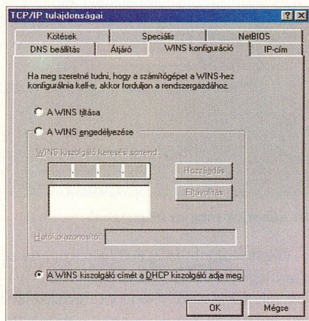 TCP/IP tulajdonságai
Kötések
Speciális
NetBIOS
DNS beállítás
Átjáró
WINS konfiguráció
IP-cím
Ha meg szeretné tudni, hogy a számítógépet a WINS-hez
konfigurálnia kell-e, akkor forduljon a rendszergazdához.
A WINS tiltása
A WINS engedélyezése
WINS kiszolgáló keresési sorrend:
Hozzáadás
Eltávolítás
Hatókörazonosító:
A WINS kiszolgáló címét a DHCP kiszolgáló adja meg.
OK
Mégse